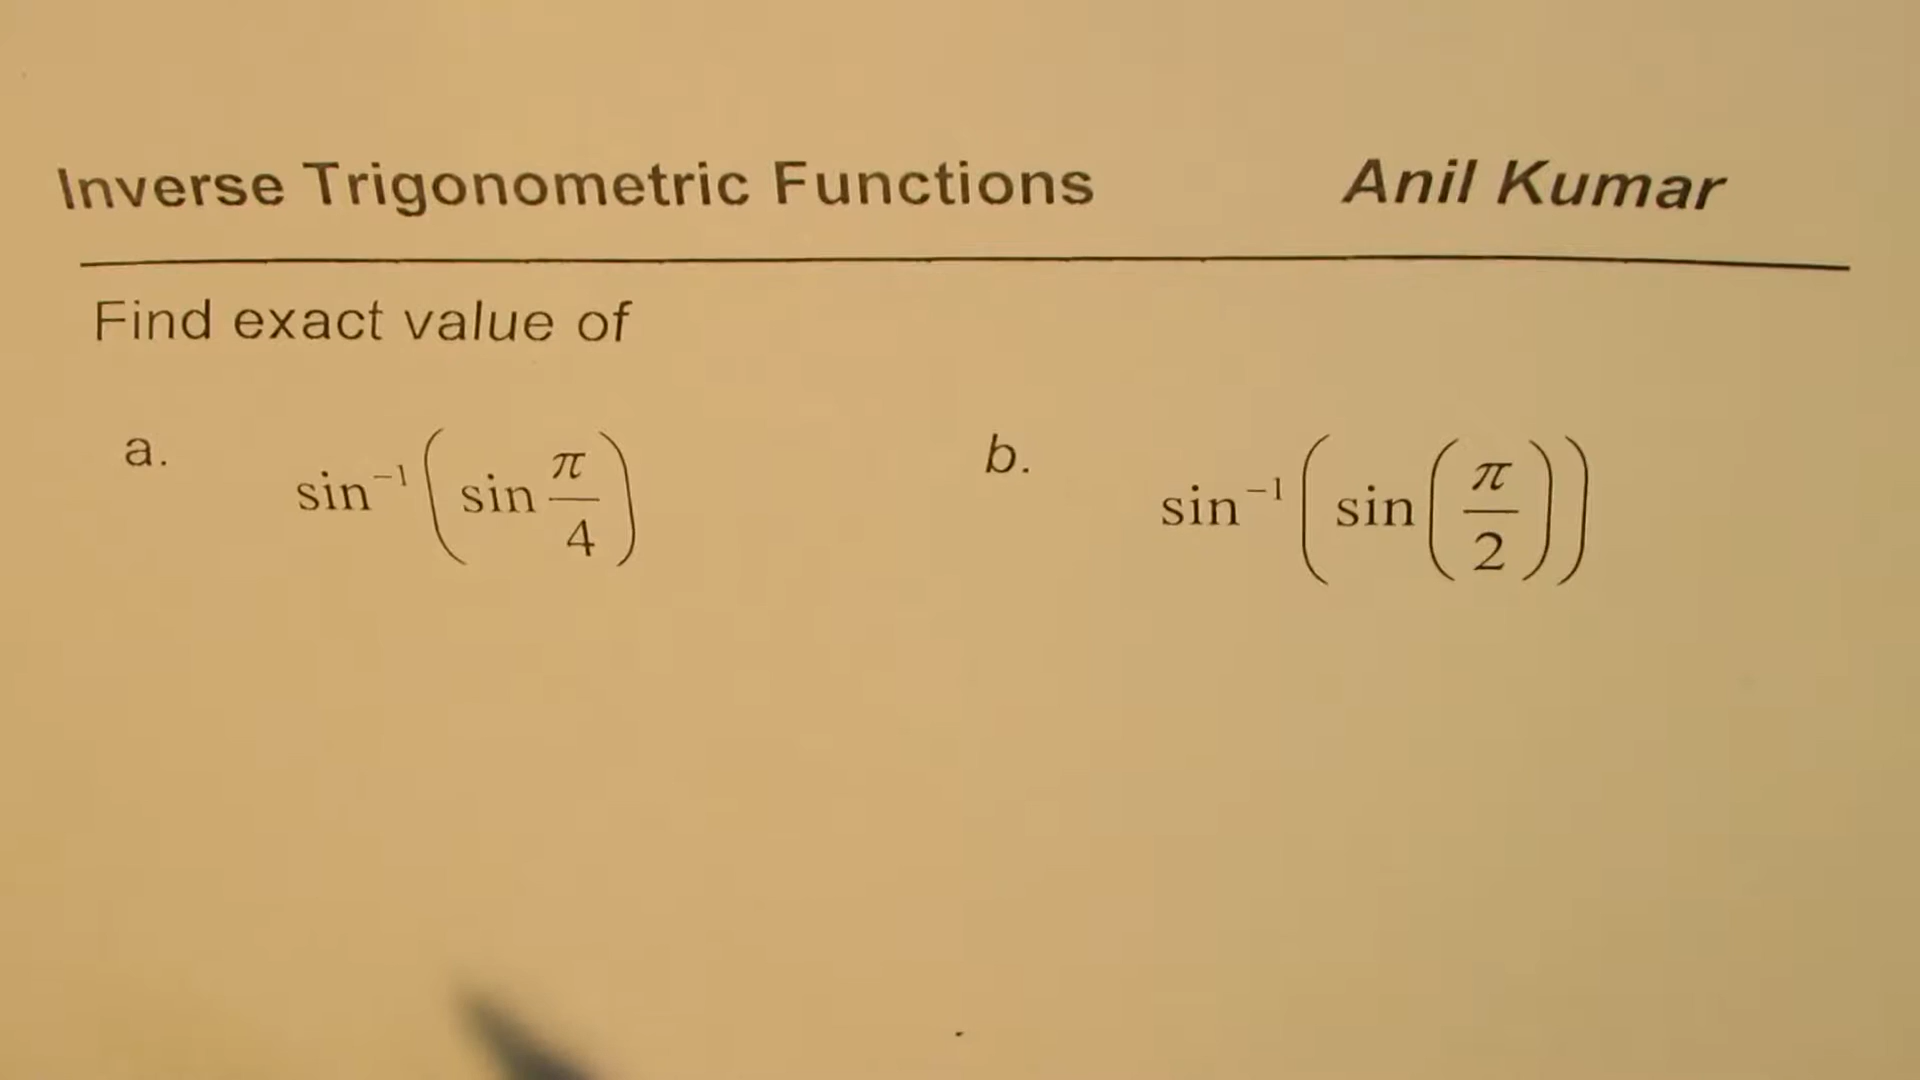 Inverse Trigonometric Functions Anil Kumar
Find exact value of
a. sin⁻¹(sin π/4) b. sin⁻¹(sin(π/2))